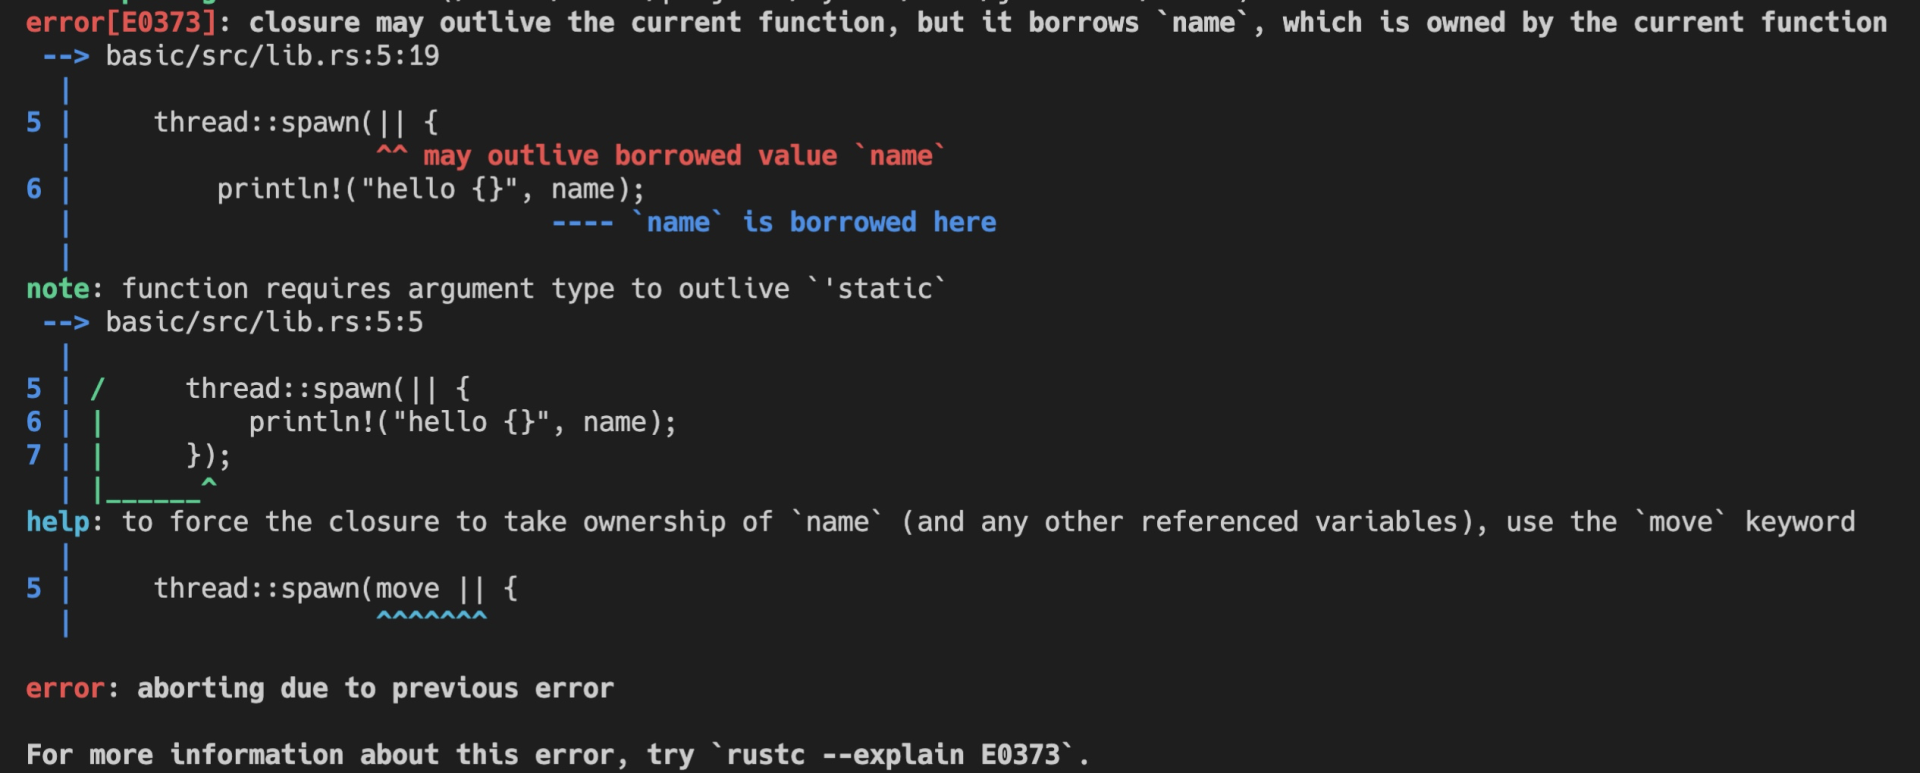 error[E0373]: closure may outlive the current function, but it borrows `name`, which is owned by the current function
 --> basic/src/lib.rs:5:19
  |
5 |     thread::spawn(|| {
  |                   ^^ may outlive borrowed value `name`
6 |         println!("hello {}", name);
  |                              ---- `name` is borrowed here
  |
note: function requires argument type to outlive `'static`
 --> basic/src/lib.rs:5:5
  |
5 | /     thread::spawn(|| {
6 | |         println!("hello {}", name);
7 | |     });
  | |______^
help: to force the closure to take ownership of `name` (and any other referenced variables), use the `move` keyword
  |
5 |     thread::spawn(move || {
  |                   ^^^^^^^
error: aborting due to previous error
For more information about this error, try `rustc --explain E0373`.